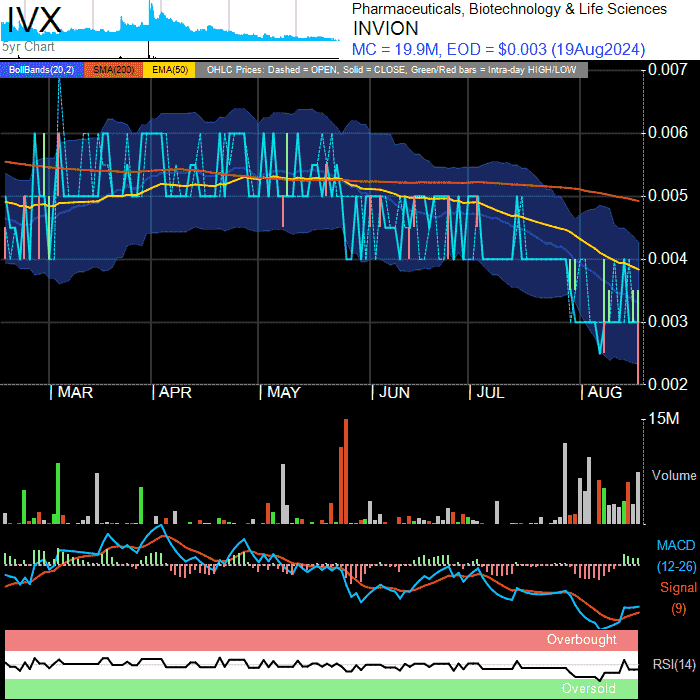 IVX
5yr Chart
Pharmaceuticals, Biotechnology & Life Sciences
INVION
MC = 19.9M, EOD = $0.003 (19Aug2024)
BollBands(20,2) SMA(200) EMA(50) OHLC Prices: Dashed = OPEN, Solid = CLOSE, Green/Red bars = Intra-day HIGH/LOW
0.007
0.006
0.005
0.004
0.003
0.002
MAR APR MAY JUN JUL AUG
15M
Volume
MACD
(12-26)
Signal
(9)
Overbought
RSI(14)
Oversold